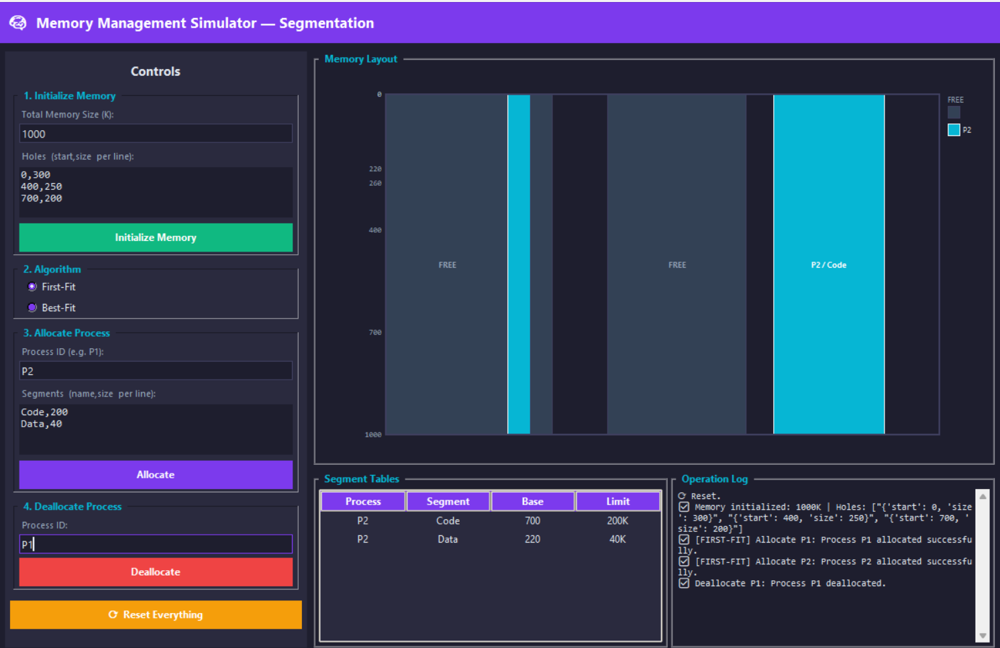 Memory Management Simulator — Segmentation
Controls
1. Initialize Memory
Total Memory Size (K):
1000
Holes (start,size per line):
0,300
400,250
700,200
Initialize Memory
2. Algorithm
First-Fit
Best-Fit
3. Allocate Process
Process ID (e.g. P1):
P2
Segments (name,size per line):
Code,200
Data,40
Allocate
4. Deallocate Process
Process ID:
P1
Deallocate
⟳ Reset Everything
Memory Layout
0
220
260
400
700
1000
FREE
FREE
P2/Code
FREE
P2
Segment Tables
Process Segment Base Limit
P2 Code 700 200K
P2 Data 220 40K
Operation Log
⟳ Reset.
☑ Memory initialized: 1000K | Holes: ["{'start': 0, 'size
': 300}", "{'start': 400, 'size': 250}", "{'start': 700, '
size': 200}"]
☑ [FIRST-FIT] Allocate P1: Process P1 allocated successfu
lly.
☑ [FIRST-FIT] Allocate P2: Process P2 allocated successfu
lly.
☑ Deallocate P1: Process P1 deallocated.